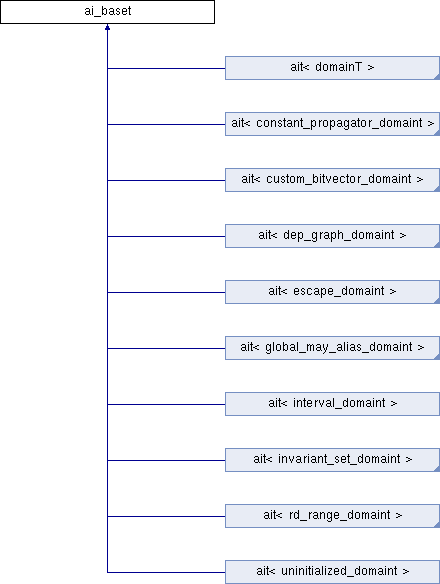 ai_baset
ait< domainT >
ait< constant_propagator_domaint >
ait< custom_bitvector_domaint >
ait< dep_graph_domaint >
ait< escape_domaint >
ait< global_may_alias_domaint >
ait< interval_domaint >
ait< invariant_set_domaint >
ait< rd_range_domaint >
ait< uninitialized_domaint >